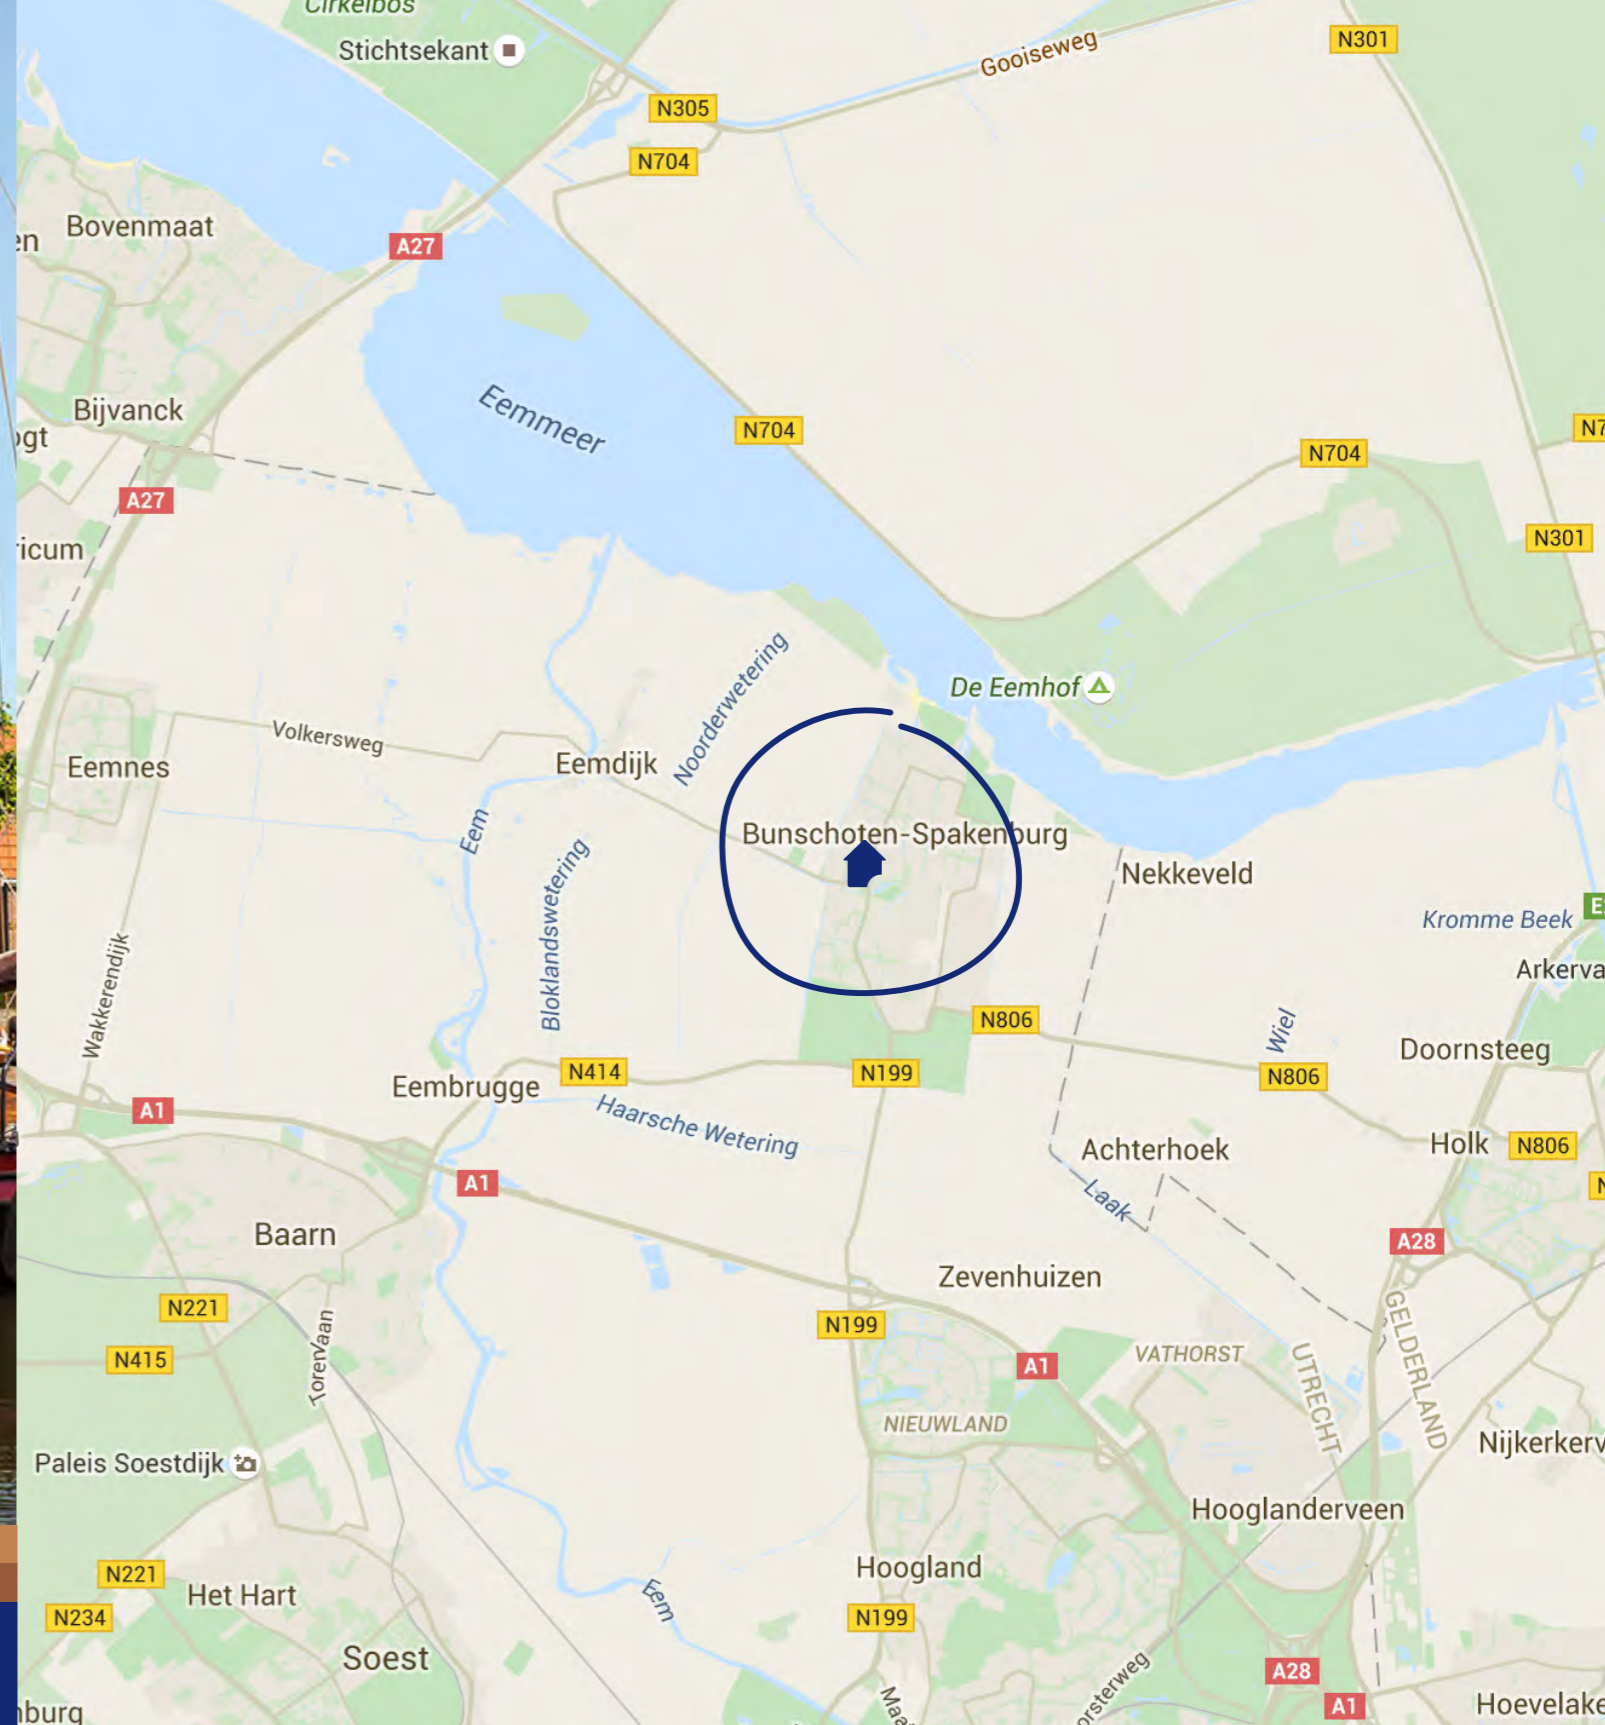 Cirkelbos
Stichtsekant
Gooiseweg
N301
N305
N704
Bovenmaat
A27
Eemmeer
Bijvanck
N704
N704
A27
N301
Noorderwetering
De Eemhof
Volkersweg
Eemdijk
Eemnes
Eem
Bunschoten-Spakenburg
Bloklandswetering
Nekkeveld
Kromme Beek
Wakkerendijk
N806
Wiel
Doornsteeg
N414
N199
N806
Eembrugge
A1
Haarsche Wetering
Achterhoek
Holk
N806
A1
Laak
Baarn
A28
Zevenhuizen
N221
N199
GELDERLAND
N415
Torenlaan
A1
VATHORST
UTRECHT
NIEUWLAND
Paleis Soestdijk
Hooglanderveen
N221
Het Hart
Hoogland
Eem
N234
N199
Soest
A28
A1